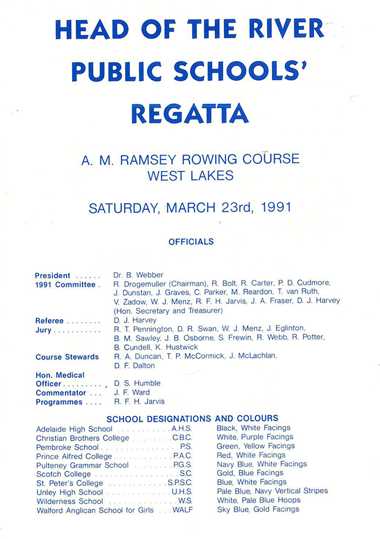 HEAD OF THE RIVER
PUBLIC SCHOOLS'
REGATTA
A. M. RAMSEY ROWING COURSE
WEST LAKES
SATURDAY, MARCH 23rd, 1991
OFFICIALS
President ...... Dr. B. Webber
1991 Committee . R. Drogemuller (Chairman), R. Bolt, R. Carter, P. D. Cudmore,
J. Dunstan, J. Graves, C. Parker, M. Reardon, T. van Ruth,
V. Zadow, W. J. Menz, R. F. H. Jarvis, J. A. Fraser, D. J. Harvey
(Hon. Secretary and Treasurer)
Referee ........ D. J. Harvey
Jury ........... R. T. Pennington, D. R. Swan, W. J. Menz, J. Eglinton,
B. M. Sawley, J. B. Osborne, S. Frewin, R. Webb, R. Potter,
B. Cundell, K. Hustwick
Course Stewards R. A. Duncan, T. P. McCormick, J. McLachlan,
D. F. Dalton
Hon. Medical
Officer ......... D. S. Humble
Commentator ... J. F. Ward
Programmes .... R. F. H. Jarvis
SCHOOL DESIGNATIONS AND COLOURS
Adelaide High School ........... A.H.S. Black, White Facings
Christian Brothers College ........ C.B.C. White, Purple Facings
Pembroke School ............... P.S. Green, Yellow Facings
Prince Alfred College ............ P.A.C. Red, White Facings
Pulteney Grammar School ........ P.G.S. Navy Blue, White Facings
Scotch College ................. S.C. Gold, Blue Facings
St. Peter's College ............. S.P.S.C. Blue, White Facings
Unley High School .............. U.H.S. Pale Blue, Navy Vertical Stripes
Wilderness School .............. W.S. White, Pale Blue Hoops
Walford Anglican School for Girls ... WALF Sky Blue, Gold Facings